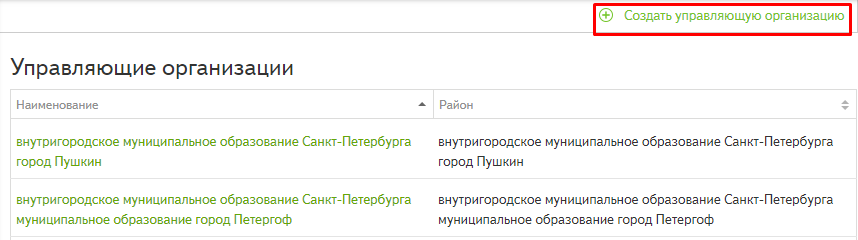 Создать управляющую организацию
Управляющие организации
Наименование Район
внутригородское муниципальное образование Санкт-Петербурга внутригородское муниципальное образование Санкт-Петербурга
город Пушкин город Пушкин
внутригородское муниципальное образование Санкт-Петербурга внутригородское муниципальное образование Санкт-Петербурга
муниципальное образование город Петергоф муниципальное образование город Петергоф